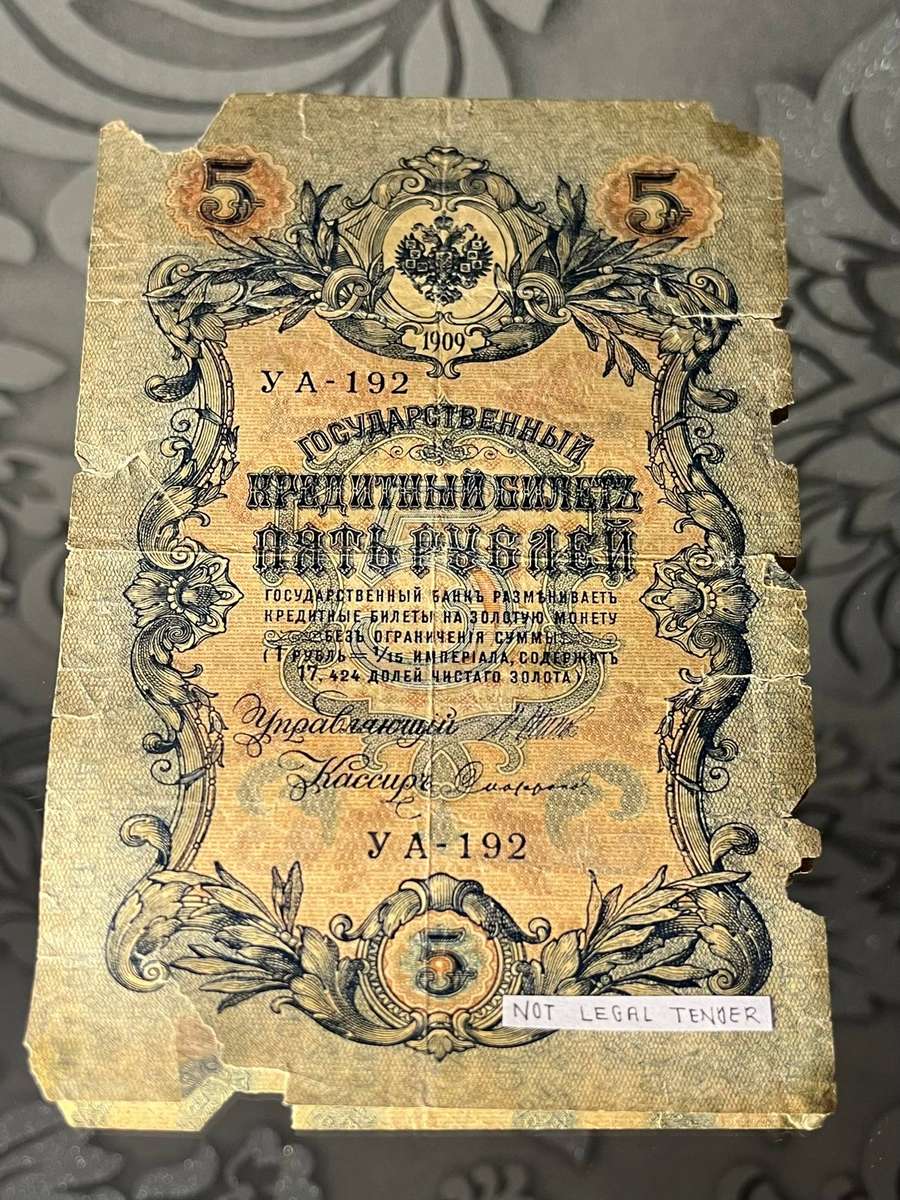 5 5
1909
УА-192
ГОСУДАРСТВЕННЫЙ
КРЕДИТНЫЙ БИЛЕТЪ
ПЯТЬ РУБЛЕЙ
ГОСУДАРСТВЕННЫЙ БАНКЪ РАЗМѢНИВАЕТЪ
КРЕДИТНЫЕ БИЛЕТЫ НА ЗОЛОТУЮ МОНЕТУ
БЕЗЪ ОГРАНИЧЕНІЯ СУММЫ
(1 РУБЛЬ = 1/15 ИМПЕРІАЛА, СОДЕРЖИТЪ
17,424 ДОЛЕЙ ЧИСТАГО ЗОЛОТА)
Управляющій
Кассиръ
УА-192
5
NOT LEGAL TENDER